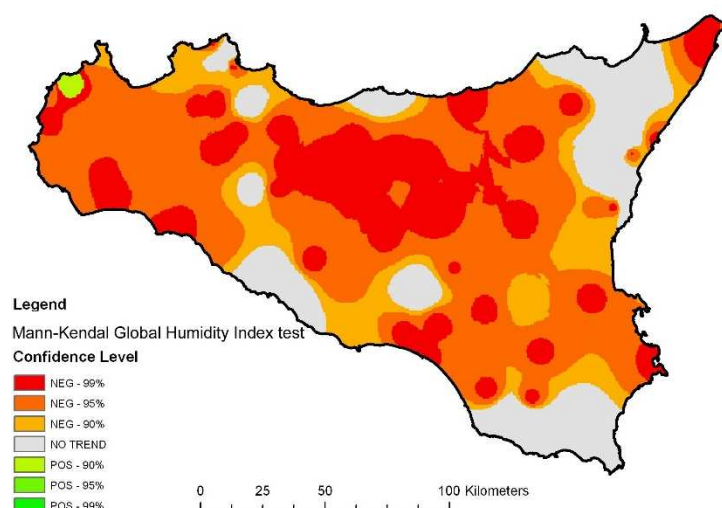 Legend
Mann-Kendal Global Humidity Index test
Confidence Level
NEG - 99%
NEG - 95%
NEG - 90%
NO TREND
POS - 90%
POS - 95%
POS - 99%
0 25 50 100 Kilometers